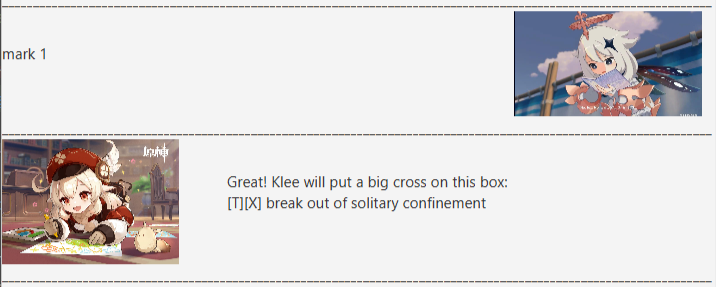 mark 1
Great! Klee will put a big cross on this box:
[T][X] break out of solitary confinement